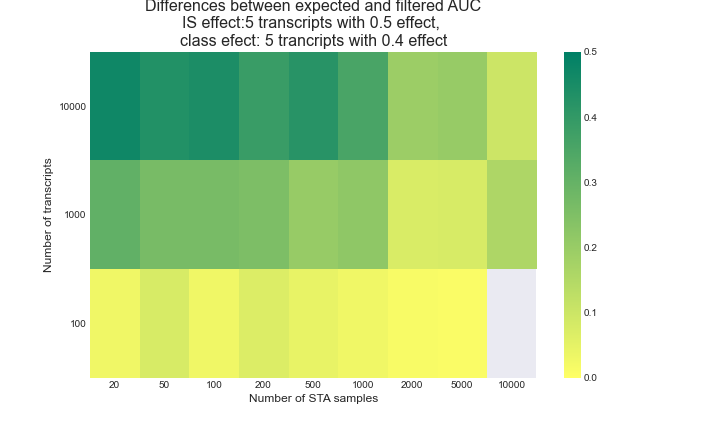 Differences between expected and filtered AUC
IS effect:5 transcripts with 0.5 effect,
class efect: 5 trancripts with 0.4 effect
Number of transcripts
10000
1000
100
20 50 100 200 500 1000 2000 5000 10000
Number of STA samples
0.5
0.4
0.3
0.2
0.1
0.0